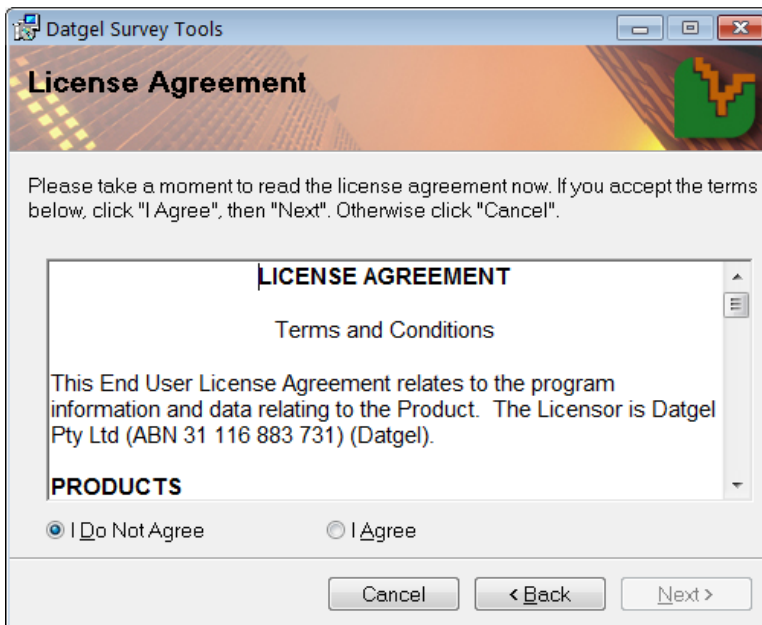 Datgel Survey Tools
License Agreement
Please take a moment to read the license agreement now. If you accept the terms
below, click "I Agree", then "Next". Otherwise click "Cancel".
LICENSE AGREEMENT
Terms and Conditions
This End User License Agreement relates to the program
information and data relating to the Product.  The Licensor is Datgel
Pty Ltd (ABN 31 116 883 731) (Datgel).
PRODUCTS
I Do Not Agree
I Agree
Cancel
< Back
Next >